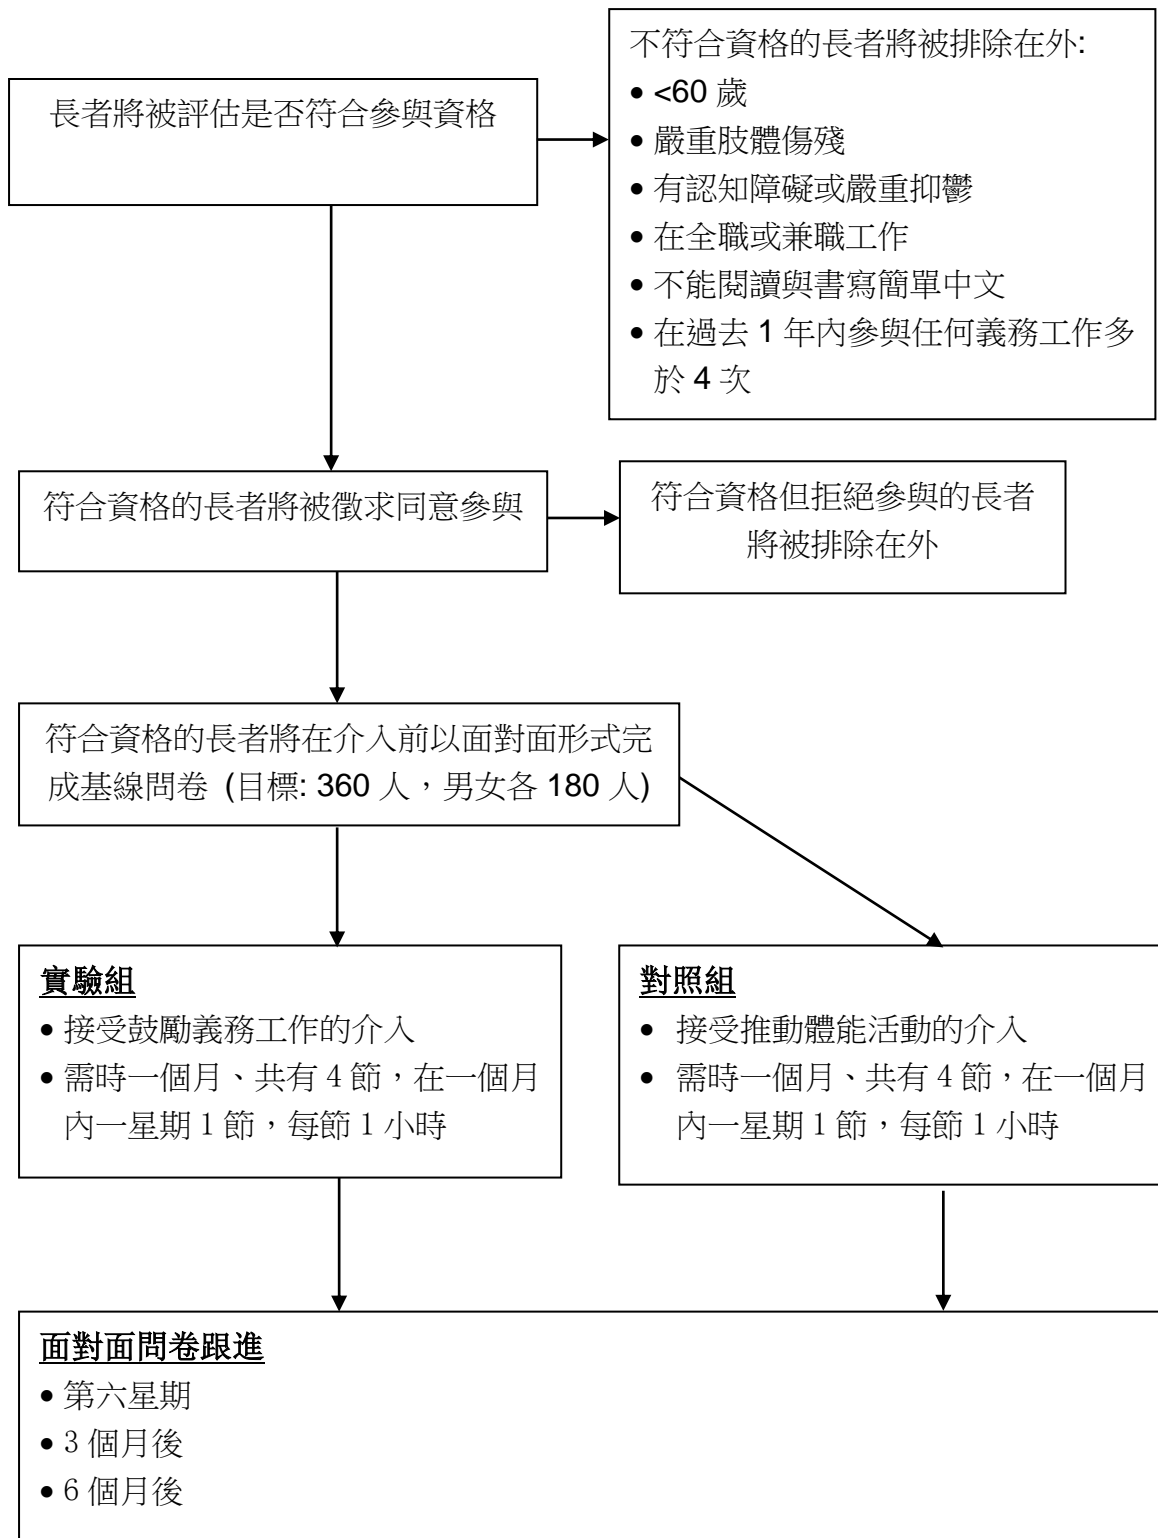 不符合資格的長者將被排除在外:
• <60 歲
• 嚴重肢體傷殘
• 有認知障礙或嚴重抑鬱
• 在全職或兼職工作
• 不能閱讀與書寫簡單中文
• 在過去 1 年內參與任何義務工作多
於 4 次
長者將被評估是否符合參與資格
符合資格的長者將被徵求同意參與
符合資格但拒絕參與的長者
將被排除在外
符合資格的長者將在介入前以面對面形式完
成基線問卷 (目標: 360 人，男女各 180 人)
實驗組
• 接受鼓勵義務工作的介入
• 需時一個月、共有 4 節，在一個月
內一星期 1 節，每節 1 小時
對照組
• 接受推動體能活動的介入
• 需時一個月、共有 4 節，在一個月
內一星期 1 節，每節 1 小時
面對面問卷跟進
• 第六星期
• 3 個月後
• 6 個月後